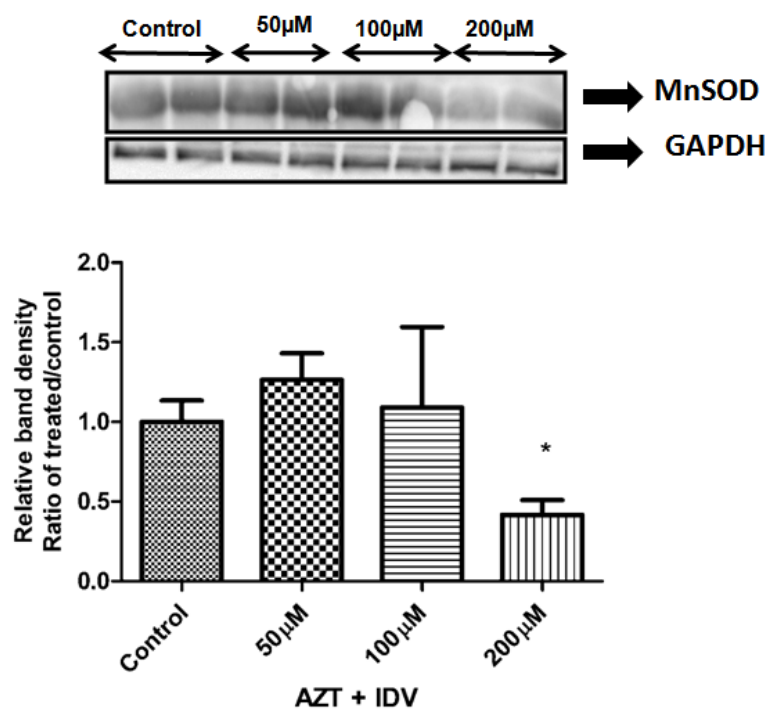 Control 50µM 100µM 200µM
MnSOD
GAPDH
2.0
1.5
1.0
0.5
0.0
Relative band density
Ratio of treated/control
*
Control 50µM 100µM 200µM
AZT + IDV